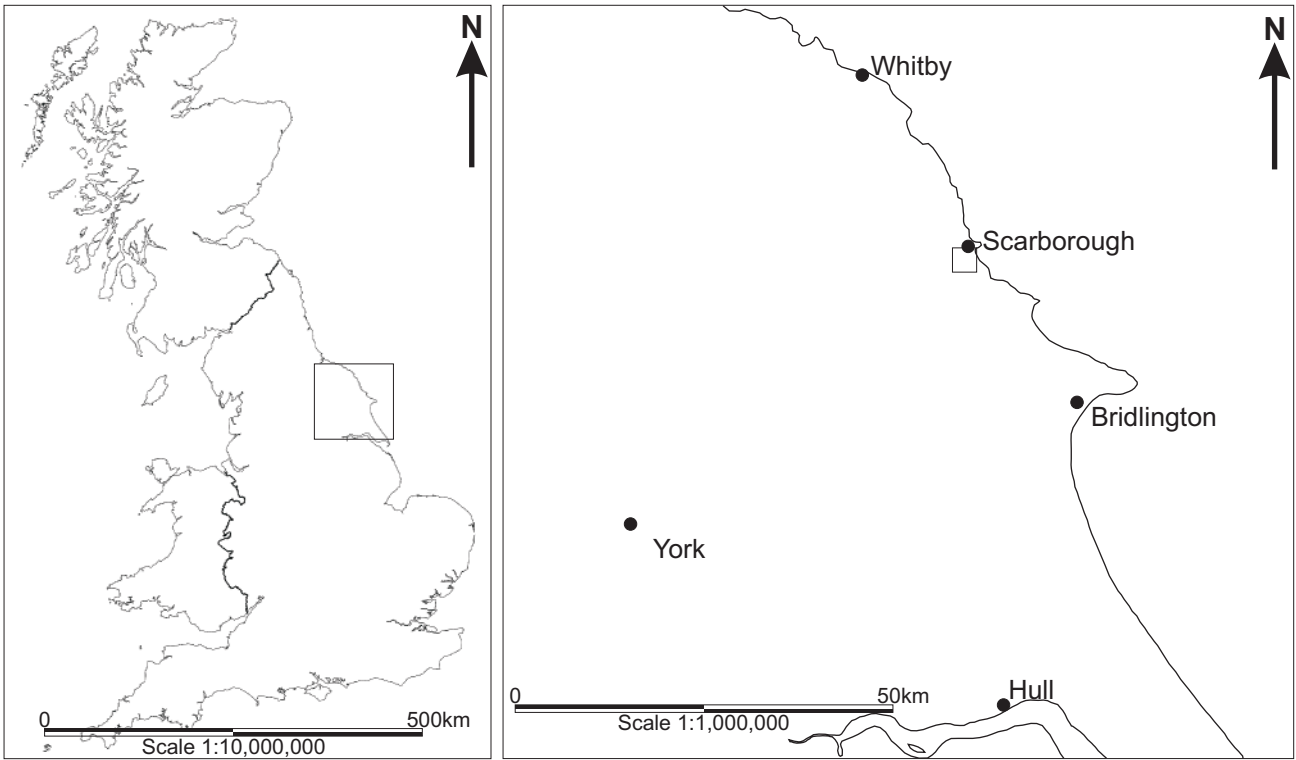 N
0 500km
Scale 1:10,000,000
N
Whitby
Scarborough
Bridlington
York
Hull
0 50km
Scale 1:1,000,000